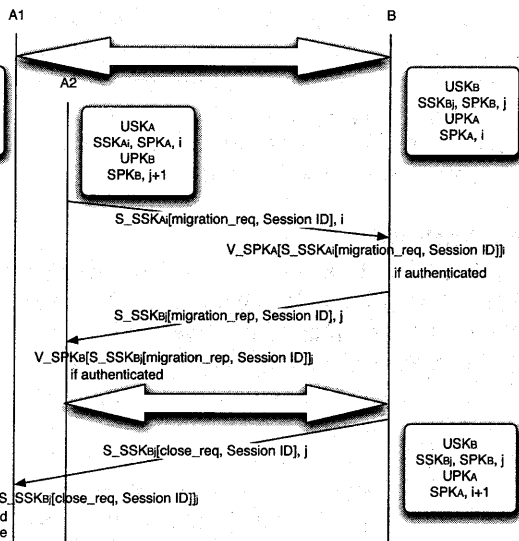 A1
B
A2
USKB
SSKBj, SPKB, j
UPKA
SPKA, i
USKA
SSKAi, SPKA, i
UPKB
SPKB, j+1
S_SSKAi[migration_req, Session ID], i
V_SPKA[S_SSKAi[migration_req, Session ID]]i
if authenticated
S_SSKBj[migration_rep, Session ID], j
V_SPKB[S_SSKBj[migration_rep, Session ID]]j
if authenticated
S_SSKBj[close_req, Session ID], j
USKB
SSKBj, SPKB, j
UPKA
SPKA, i+1
S_SSKBj[close_req, Session ID]]j
d
e